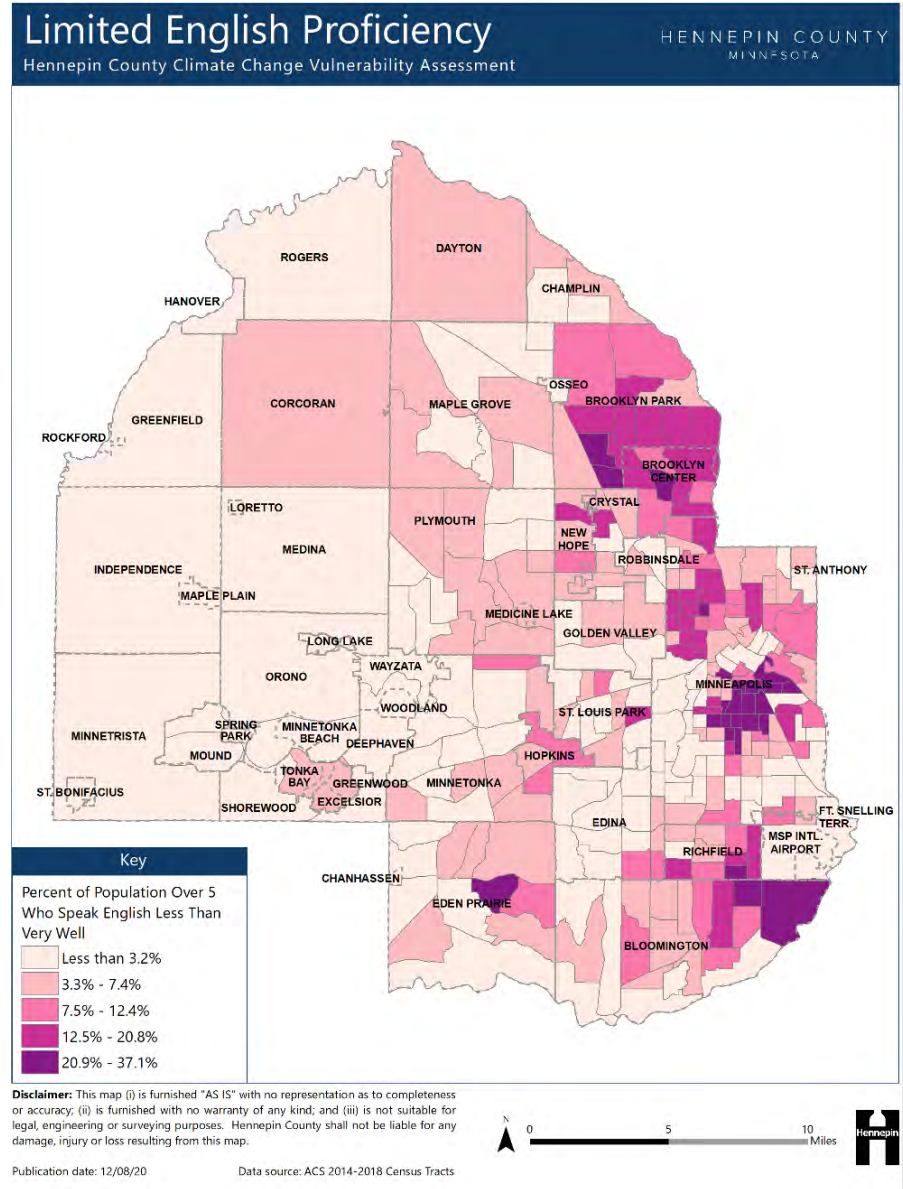 Limited English Proficiency
Hennepin County Climate Change Vulnerability Assessment
HENNEPIN COUNTY
MINNESOTA
ROGERS
DAYTON
CHAMPLIN
HANOVER
OSSEO
BROOKLYN PARK
CORCORAN
MAPLE GROVE
GREENFIELD
ROCKFORD
BROOKLYN
CENTER
LORETTO
CRYSTAL
PLYMOUTH
NEW
HOPE
MEDINA
ROBBINSDALE
INDEPENDENCE
ST. ANTHONY
MAPLE PLAIN
MEDICINE LAKE
GOLDEN VALLEY
LONG LAKE
WAYZATA
ORONO
MINNEAPOLIS
WOODLAND
ST. LOUIS PARK
SPRING
PARK
MINNETONKA
BEACH
MINNETRISTA
DEEPHAVEN
MOUND
HOPKINS
TONKA
BAY
GREENWOOD
MINNETONKA
ST. BONIFACIUS
EXCELSIOR
SHOREWOOD
FT. SNELLING
TERR.
EDINA
MSP INTL.
AIRPORT
RICHFIELD
CHANHASSEN
EDEN PRAIRIE
BLOOMINGTON
Key
Percent of Population Over 5
Who Speak English Less Than
Very Well
Less than 3.2%
3.3% - 7.4%
7.5% - 12.4%
12.5% - 20.8%
20.9% - 37.1%
Disclaimer: This map (i) is furnished "AS IS" with no representation as to completeness
or accuracy; (ii) is furnished with no warranty of any kind; and (iii) is not suitable for
legal, engineering or surveying purposes. Hennepin County shall not be liable for any
damage, injury or loss resulting from this map.
Publication date: 12/08/20
Data source: ACS 2014-2018 Census Tracts
N
0 5 10
Miles
Hennepin